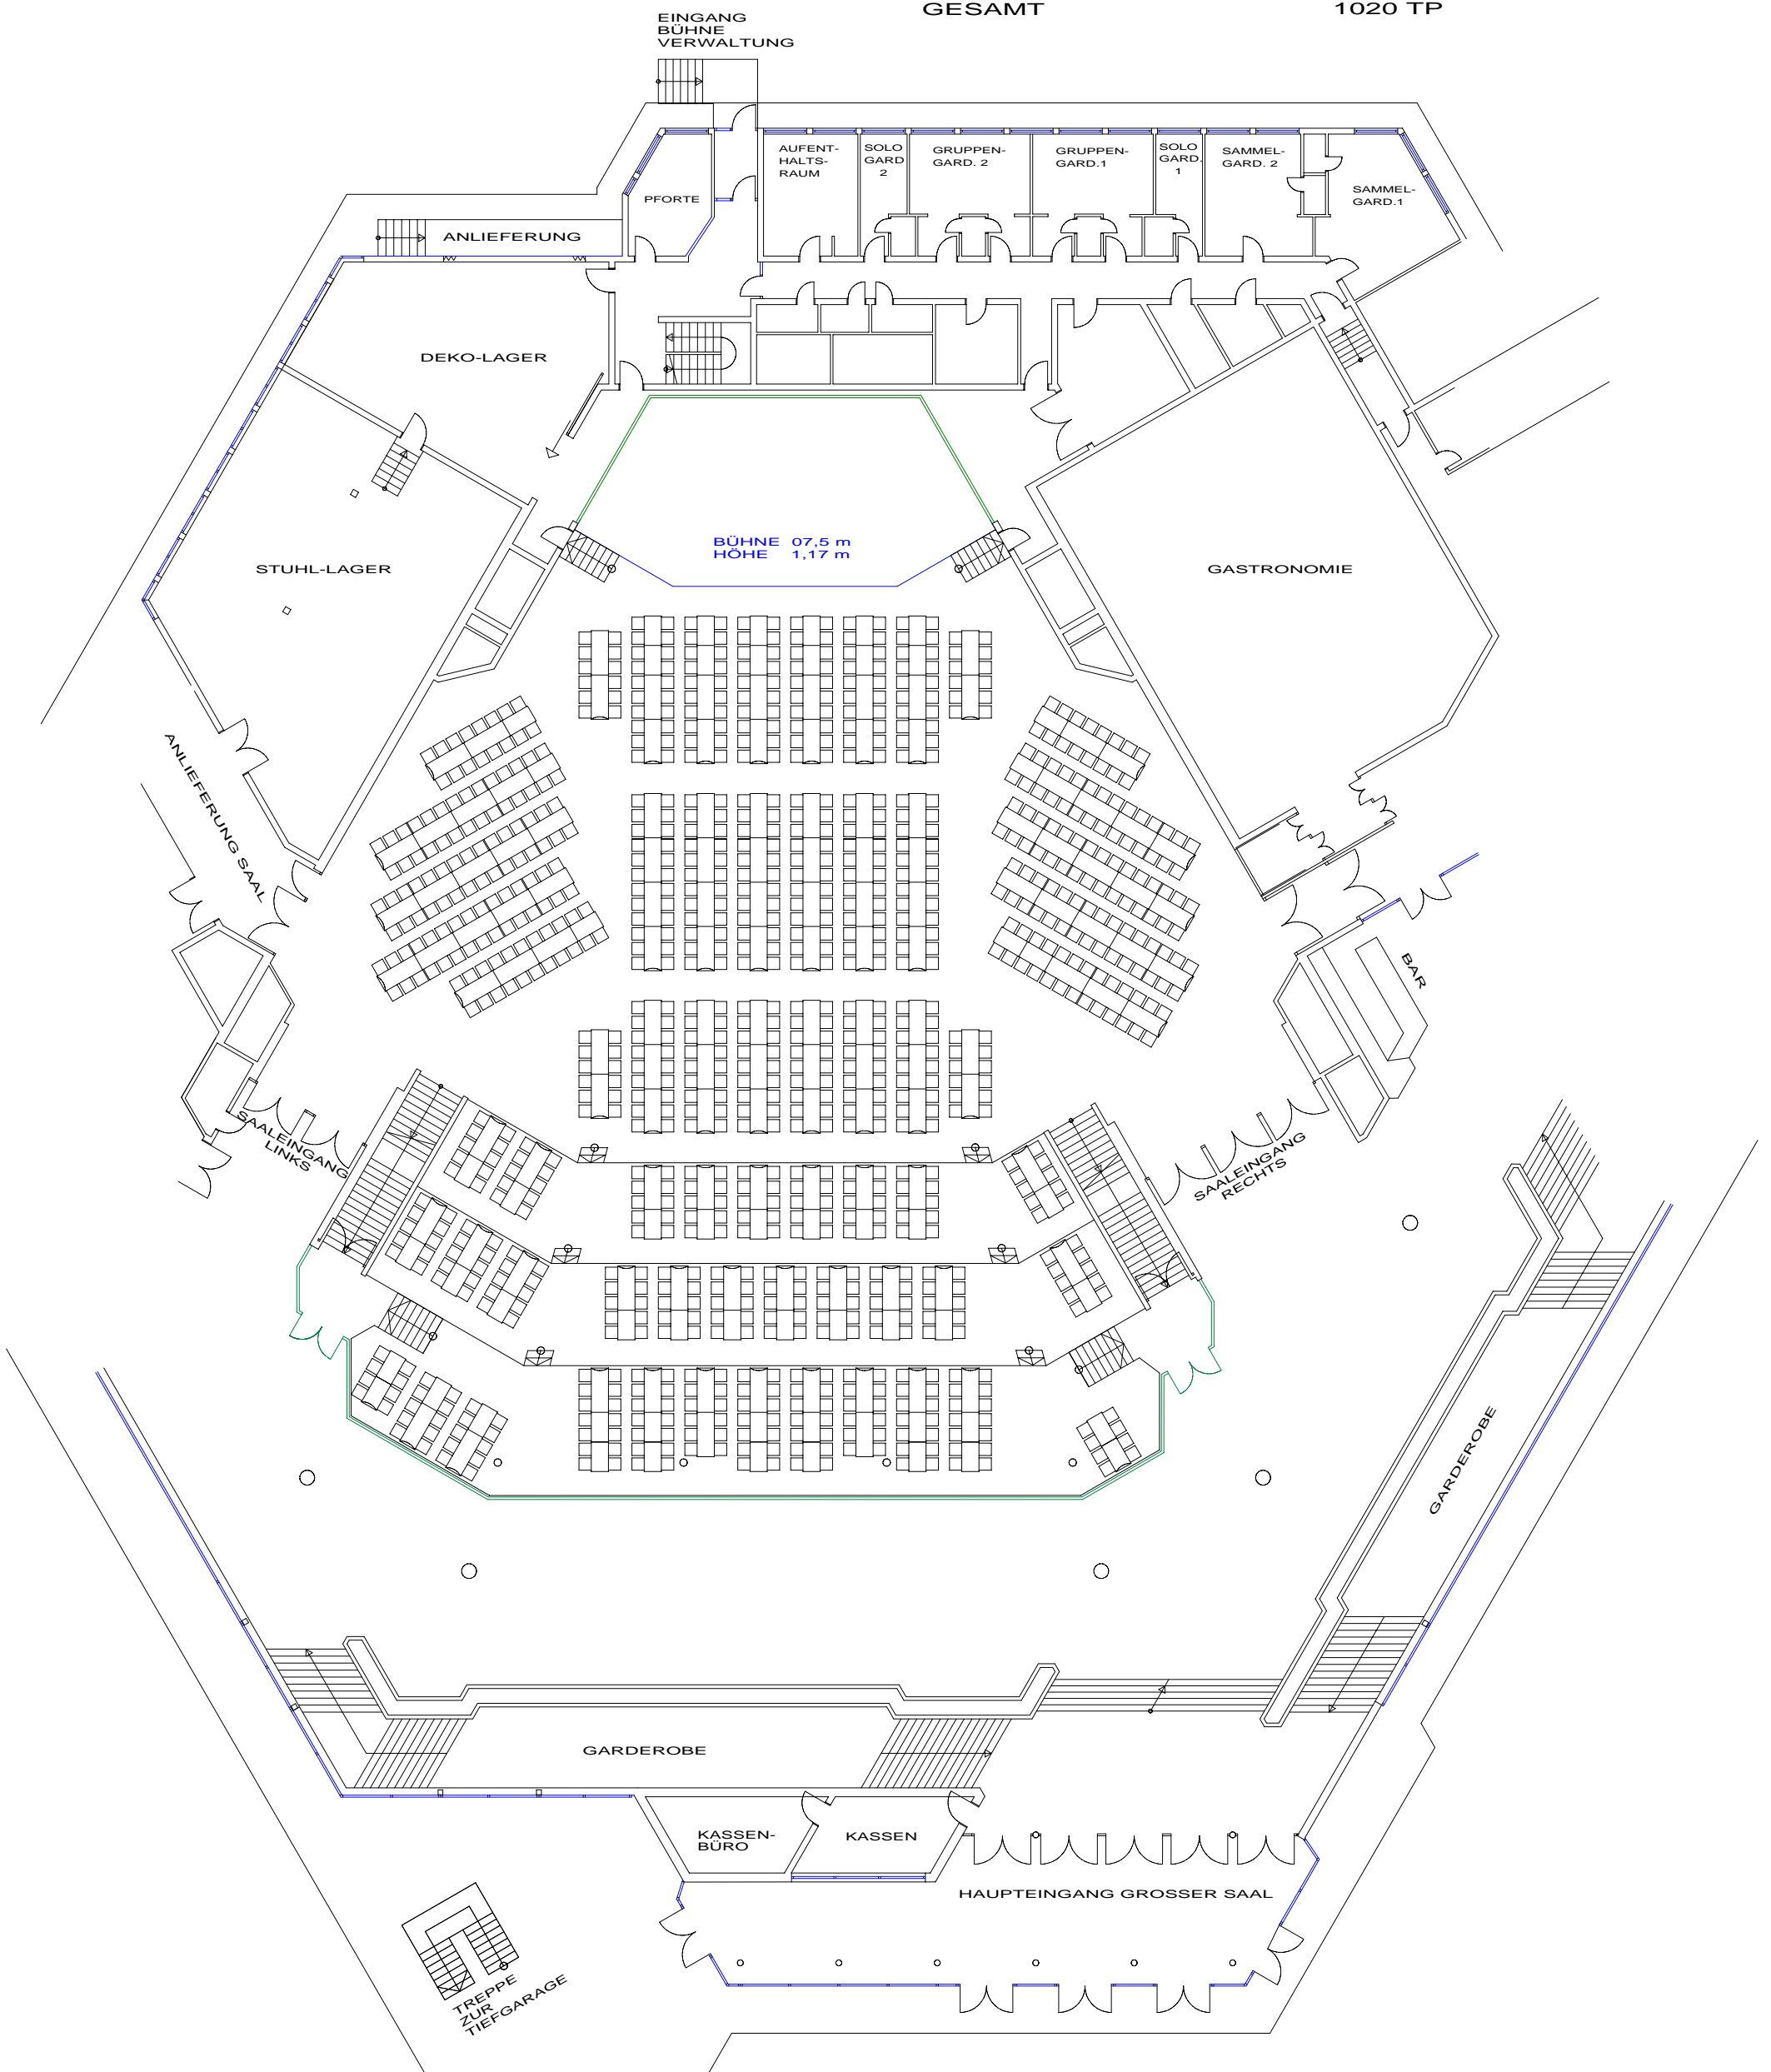 GESAMT 1020 TP
EINGANG
BÜHNE
VERWALTUNG
AUFENT-
HALTS-
RAUM
SOLO
GARD
2
GRUPPEN-
GARD. 2
GRUPPEN-
GARD.1
SOLO
GARD.
1
SAMMEL-
GARD. 2
SAMMEL-
GARD.1
PFORTE
ANLIEFERUNG
DEKO-LAGER
BÜHNE 07,5 m
HÖHE 1,17 m
STUHL-LAGER
GASTRONOMIE
ANLIEFERUNG SAAL
BAR
SAALEINGANG
LINKS
SAALEINGANG
RECHTS
GARDEROBE
GARDEROBE
KASSEN-
BÜRO
KASSEN
HAUPTEINGANG GROSSER SAAL
TREPPE
ZUR
TIEFGARAGE